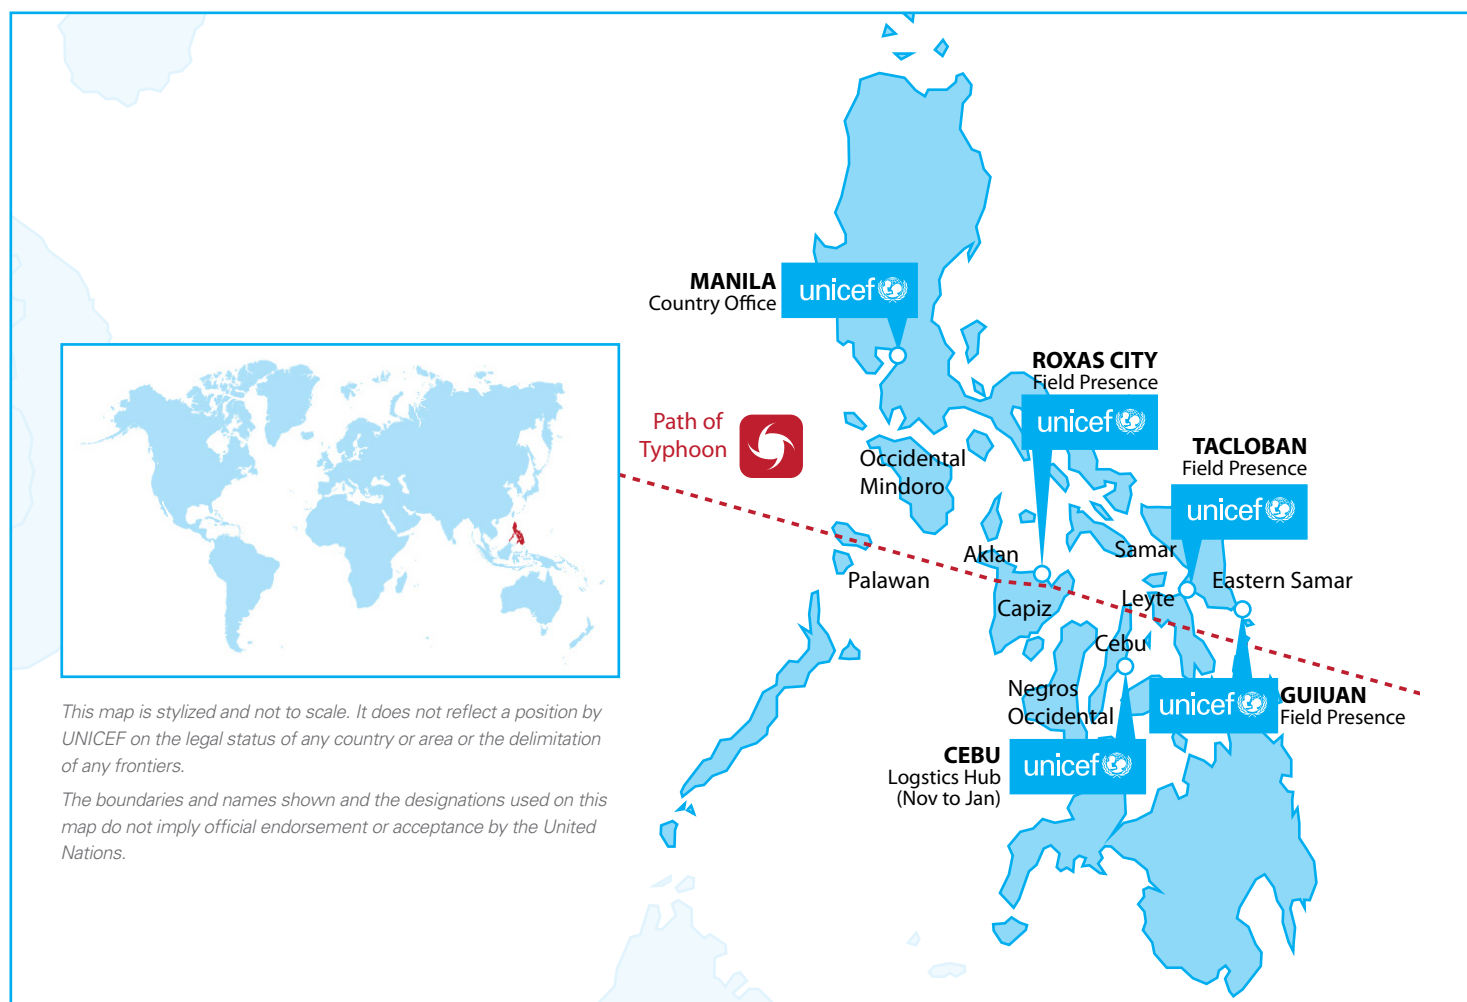 MANILA
Country Office
unicef
ROXAS CITY
Field Presence
unicef
Path of
Typhoon
TACLOBAN
Field Presence
unicef
Occidental
Mindoro
Aklan
Samar
Palawan
Eastern Samar
Capiz
Leyte
Cebu
Negros
Occidental
unicef
GUIUAN
Field Presence
CEBU
Logstics Hub
(Nov to Jan)
unicef
This map is stylized and not to scale. It does not reflect a position by
UNICEF on the legal status of any country or area or the delimitation
of any frontiers.
The boundaries and names shown and the designations used on this
map do not imply official endorsement or acceptance by the United
Nations.